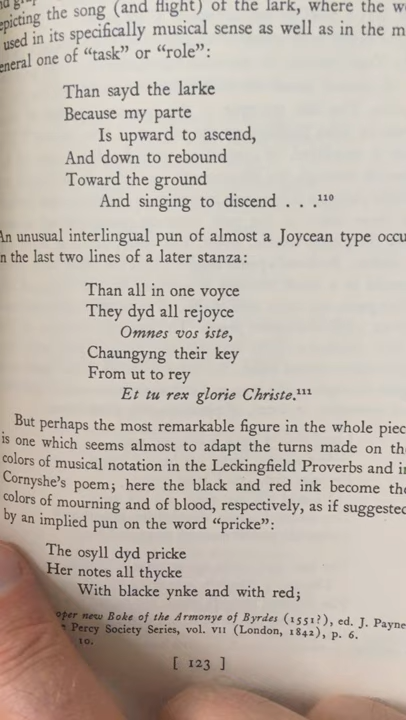 depicting the song (and flight) of the lark, where the
used in its specifically musical sense as well as in the
general one of "task" or "role":
Than sayd the larke
Because my parte
Is upward to ascend,
And down to rebound
Toward the ground
And singing to discend . . .¹¹⁰
An unusual interlingual pun of almost a Joycean type
in the last two lines of a later stanza:
Than all in one voyce
They dyd all rejoyce
Omnes vos iste,
Chaungyng their key
From ut to rey
Et tu rex glorie Christe.¹¹¹
But perhaps the most remarkable figure in the whole
is one which seems almost to adapt the turns made on
colors of musical notation in the Leckingfield Proverbs and
Cornyshe's poem; here the black and red ink become
colors of mourning and of blood, respectively, as if
by an implied pun on the word "pricke":
The osyll dyd pricke
Her notes all thycke
With blacke ynke and with red;
new Boke of the Armonye of Byrdes (1551?), ed. J. Payne
Percy Society Series, vol. VII (London, 1842), p. 6.
10.
[ 123 ]